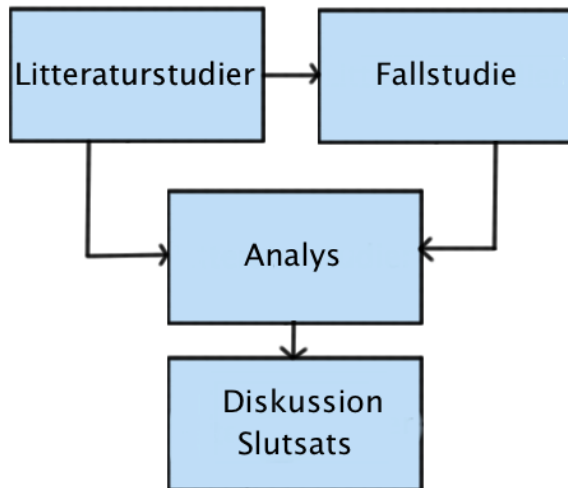 Litteraturstudier
Fallstudie
Analys
Diskussion
Slutsats